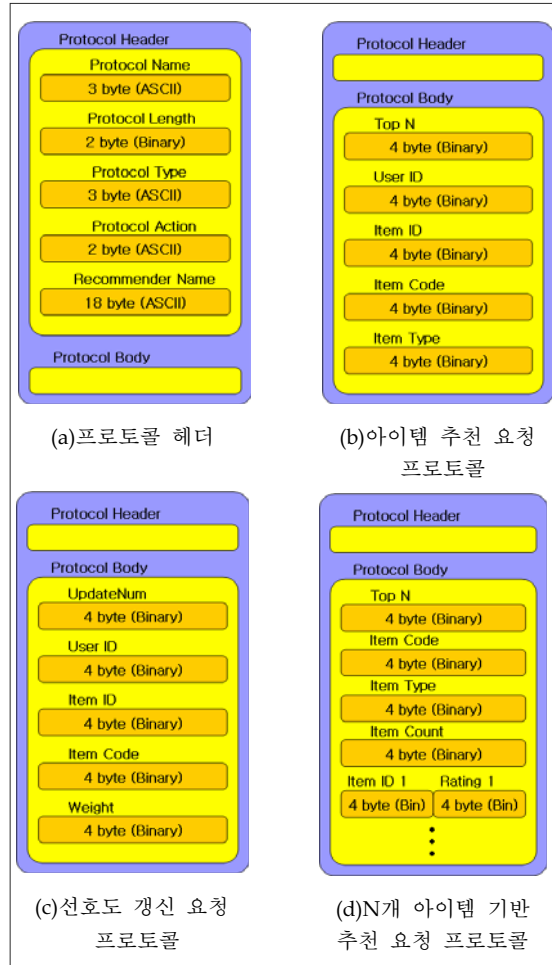 Protocol Header
Protocol Name
3 byte (ASCII)
Protocol Length
2 byte (Binary)
Protocol Type
3 byte (ASCII)
Protocol Action
2 byte (ASCII)
Recommender Name
18 byte (ASCII)
Protocol Body
(a)프로토콜 헤더
Protocol Header
Protocol Body
Top N
4 byte (Binary)
User ID
4 byte (Binary)
Item ID
4 byte (Binary)
Item Code
4 byte (Binary)
Item Type
4 byte (Binary)
(b)아이템 추천 요청
프로토콜
Protocol Header
Protocol Body
UpdateNum
4 byte (Binary)
User ID
4 byte (Binary)
Item ID
4 byte (Binary)
Item Code
4 byte (Binary)
Weight
4 byte (Binary)
(c)선호도 갱신 요청
프로토콜
Protocol Header
Protocol Body
Top N
4 byte (Binary)
Item Code
4 byte (Binary)
Item Type
4 byte (Binary)
Item Count
4 byte (Binary)
Item ID 1 Rating 1
4 byte (Bin) 4 byte (Bin)
(d)N개 아이템 기반
추천 요청 프로토콜